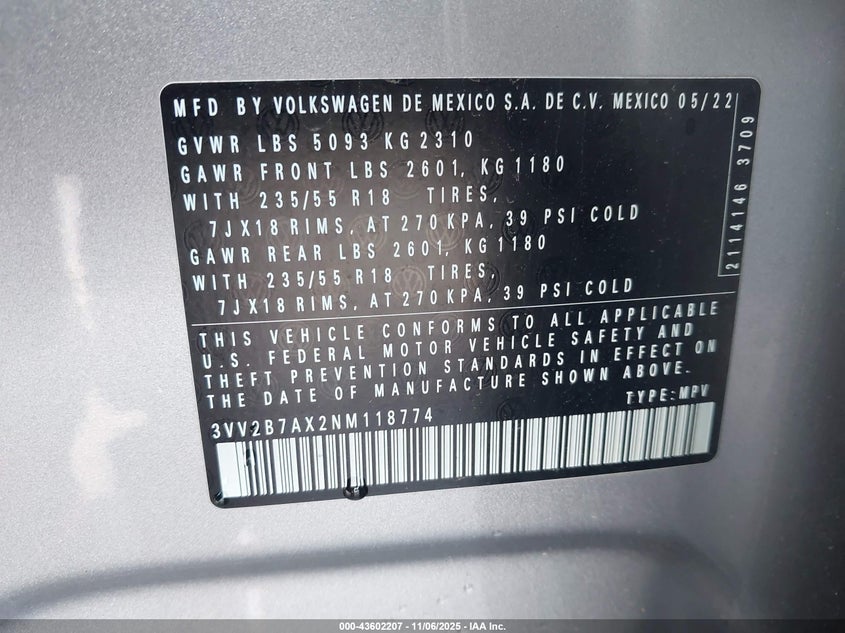 MFD BY VOLKSWAGEN DE MEXICO S.A. DE C.V. MEXICO 05/22
GVWR LBS 5093 KG 2310
GAWR FRONT LBS 2601, KG 1180
WITH 235/55 R18 TIRES,
7JX18 RIMS, AT 270 KPA, 39 PSI COLD
GAWR REAR LBS 2601, KG 1180
WITH 235/55 R18 TIRES,
7JX18 RIMS, AT 270 KPA, 39 PSI COLD
21141146 3709
THIS VEHICLE CONFORMS TO ALL APPLICABLE
U.S. FEDERAL MOTOR VEHICLE SAFETY AND
THEFT PREVENTION STANDARDS IN EFFECT ON
THE DATE OF MANUFACTURE SHOWN ABOVE.
TYPE: MPV
3VV2B7AX2NM118774
000-43602207 - 11/06/2025 - IAA Inc.